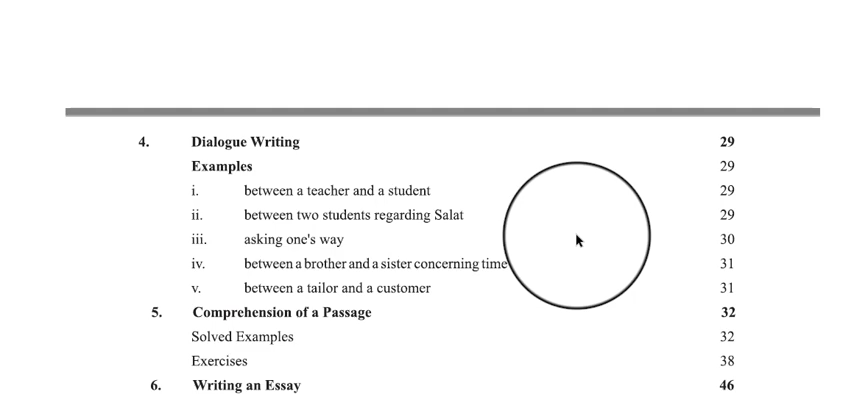 4. Dialogue Writing 29
Examples 29
i. between a teacher and a student 29
ii. between two students regarding Salat 29
iii. asking one's way 30
iv. between a brother and a sister concerning time 31
v. between a tailor and a customer 31
5. Comprehension of a Passage 32
Solved Examples 32
Exercises 38
6. Writing an Essay 46